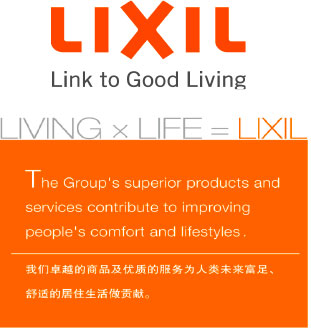 LIXIL
Link to Good Living
LIVING × LIFE = LIXIL
The Group's superior products and
services contribute to improving
people's comfort and lifestyles.
我们卓越的商品及优质的服务为人类未来富足、
舒适的居住生活做贡献。